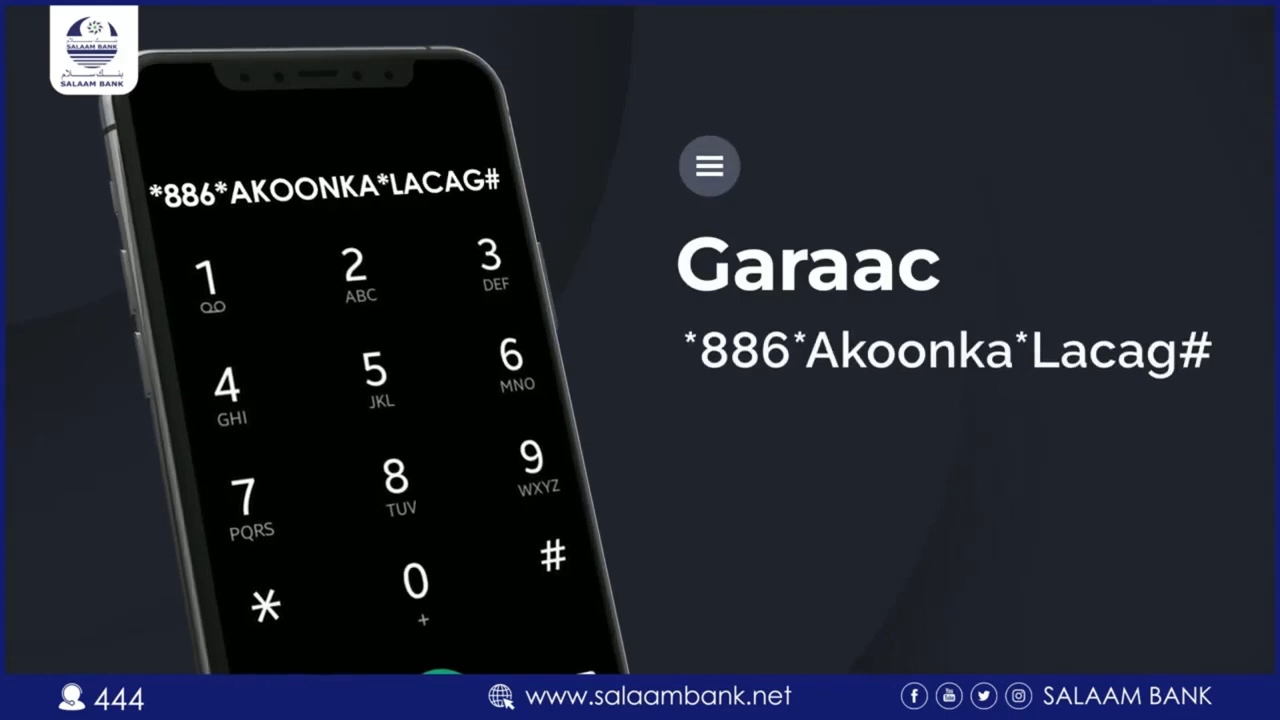 SALAAM BANK
بنك سلام
SALAAM BANK
*886*AKOONKA*LACAG#
1
2
ABC
3
DEF
4
GHI
5
JKL
6
MNO
7
PQRS
8
TUV
9
WXYZ
*
0
+
#
Garaac
*886*Akoonka*Lacag#
444
www.salaambank.net
SALAAM BANK